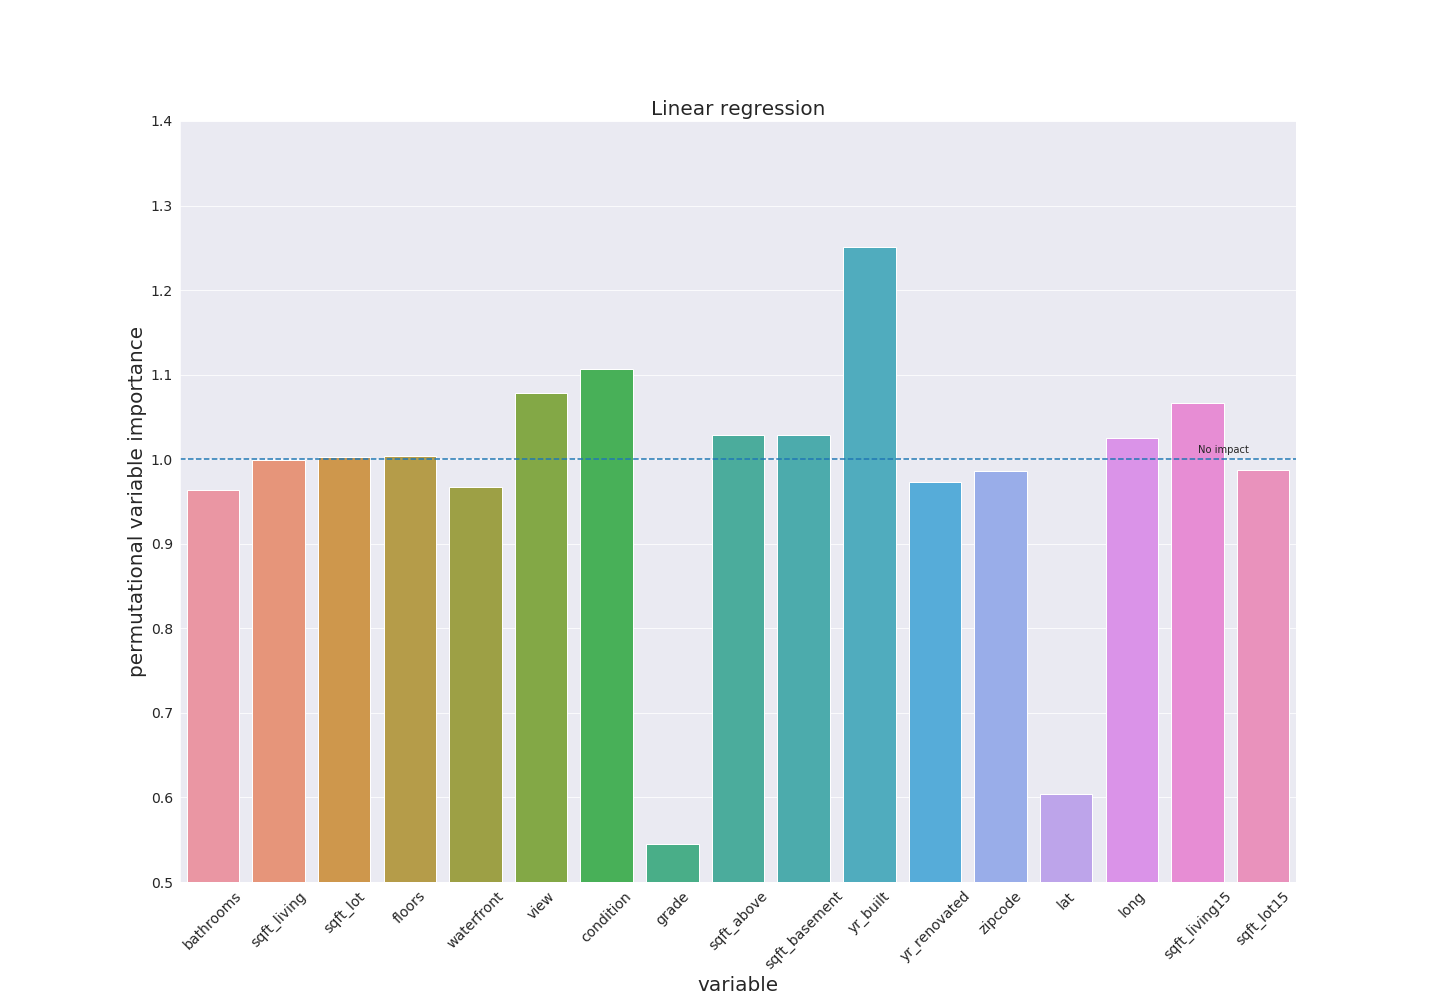 Linear regression
1.4
1.3
1.2
1.1
1.0
0.9
0.8
0.7
0.6
0.5
permutational variable importance
No impact
bathrooms
sqft_living
sqft_lot
floors
waterfront
view
condition
grade
sqft_above
sqft_basement
yr_built
yr_renovated
zipcode
lat
long
sqft_living15
sqft_lot15
variable